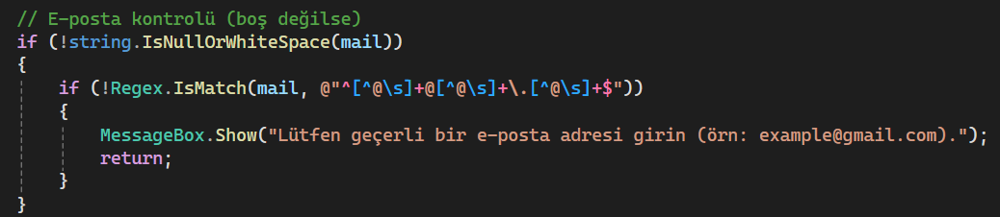 // E-posta kontrolü (boş değilse)
if (!string.IsNullOrWhiteSpace(mail))
{
if (!Regex.IsMatch(mail, @"^[^@\s]+@[^@\s]+\.[^@\s]+$"))
{
MessageBox.Show("Lütfen geçerli bir e-posta adresi girin (örn: example@gmail.com).");
return;
}
}